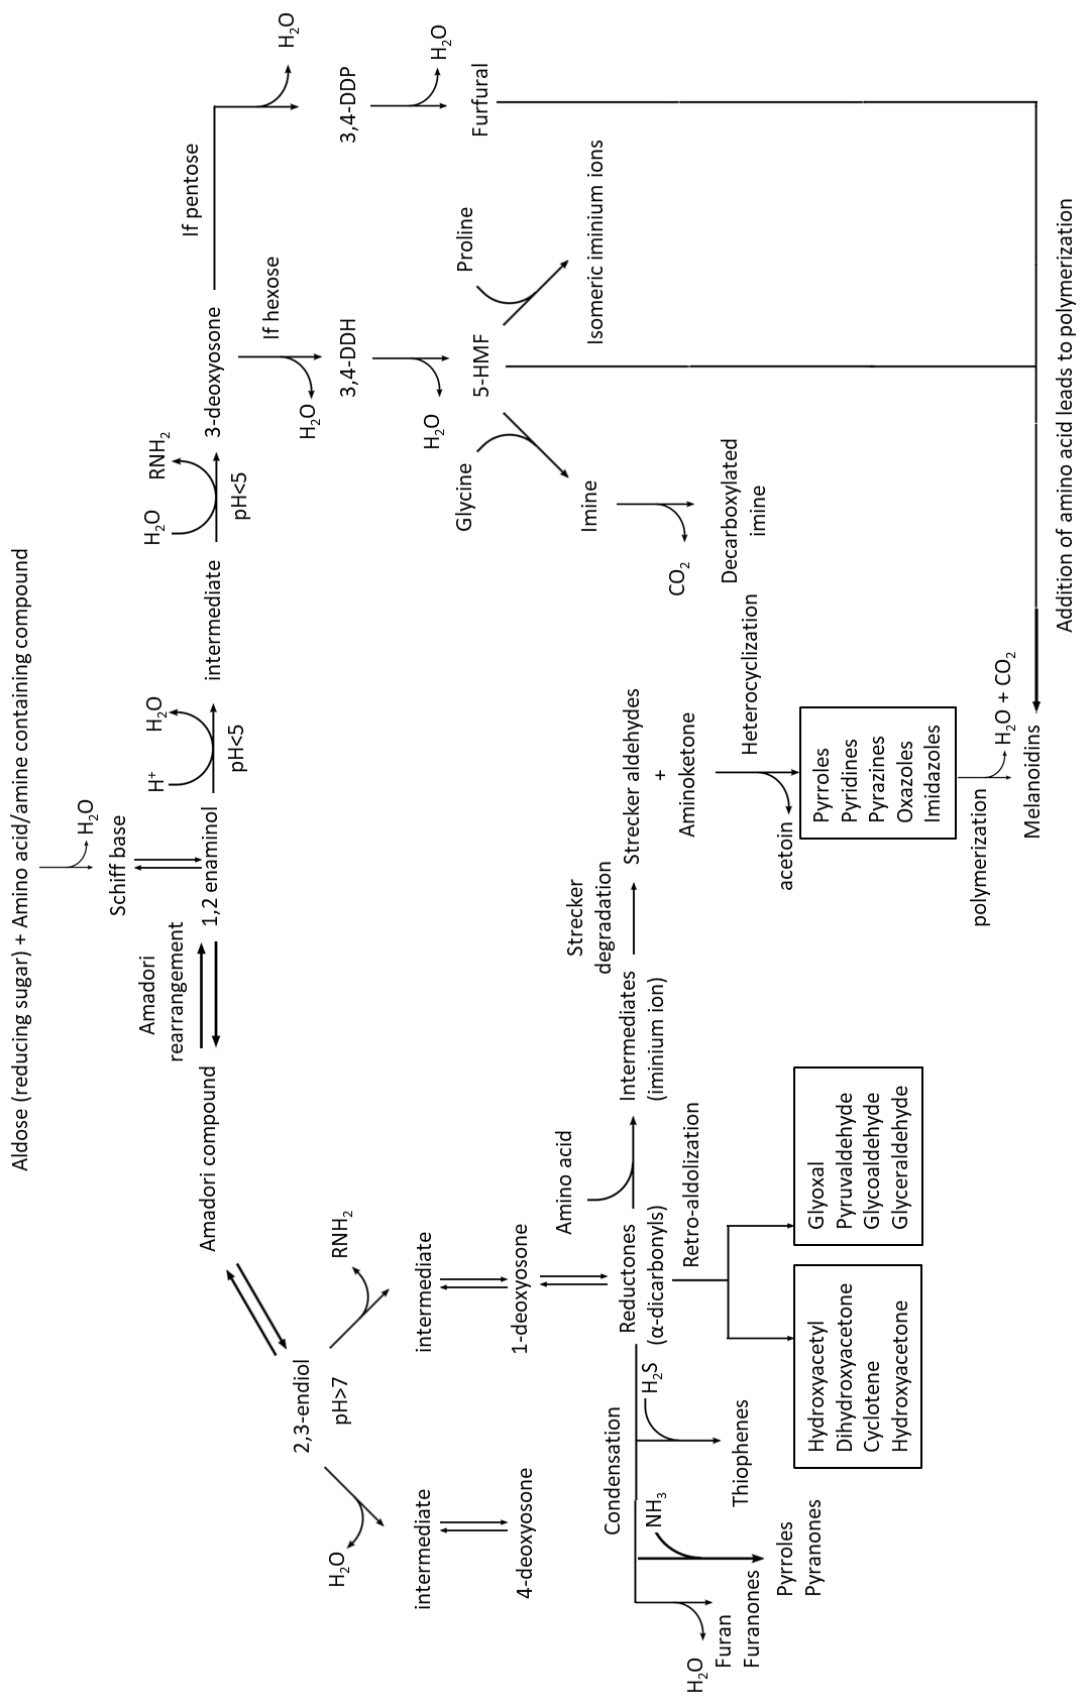 Aldose (reducing sugar) + Amino acid/amine containing compound
H₂O
Schiff base
Amadori
rearrangement
Amadori compound
1,2 enaminol
H⁺
H₂O
pH<5
intermediate
H₂O
RNH₂
pH<5
3-deoxyosone
If pentose
H₂O
If hexose
H₂O
3,4-DDP
H₂O
Furfural
3,4-DDH
H₂O
5-HMF
Glycine
Proline
Imine
Isomeric iminium ions
CO₂
Decarboxylated
imine
2,3-endiol
pH>7
H₂O
RNH₂
intermediate
4-deoxyosone
intermediate
1-deoxyosone
Reductones
(α-dicarbonyls)
Amino acid
Intermediates
(iminium ion)
Strecker
degradation
Strecker aldehydes
+
Aminoketone
Heterocyclization
acetoin
Pyrroles
Pyridines
Pyrazines
Oxazoles
Imidazoles
polymerization
H₂O + CO₂
Melanoidins
Addition of amino acid leads to polymerization
Condensation
H₂O
Furan
Furanones
NH₃
Pyrroles
Pyranones
H₂S
Thiophenes
Retro-aldolization
Hydroxyacetyl
Dihydroxyacetone
Cyclotene
Hydroxyacetone
Glyoxal
Pyruvaldehyde
Glycoaldehyde
Glyceraldehyde